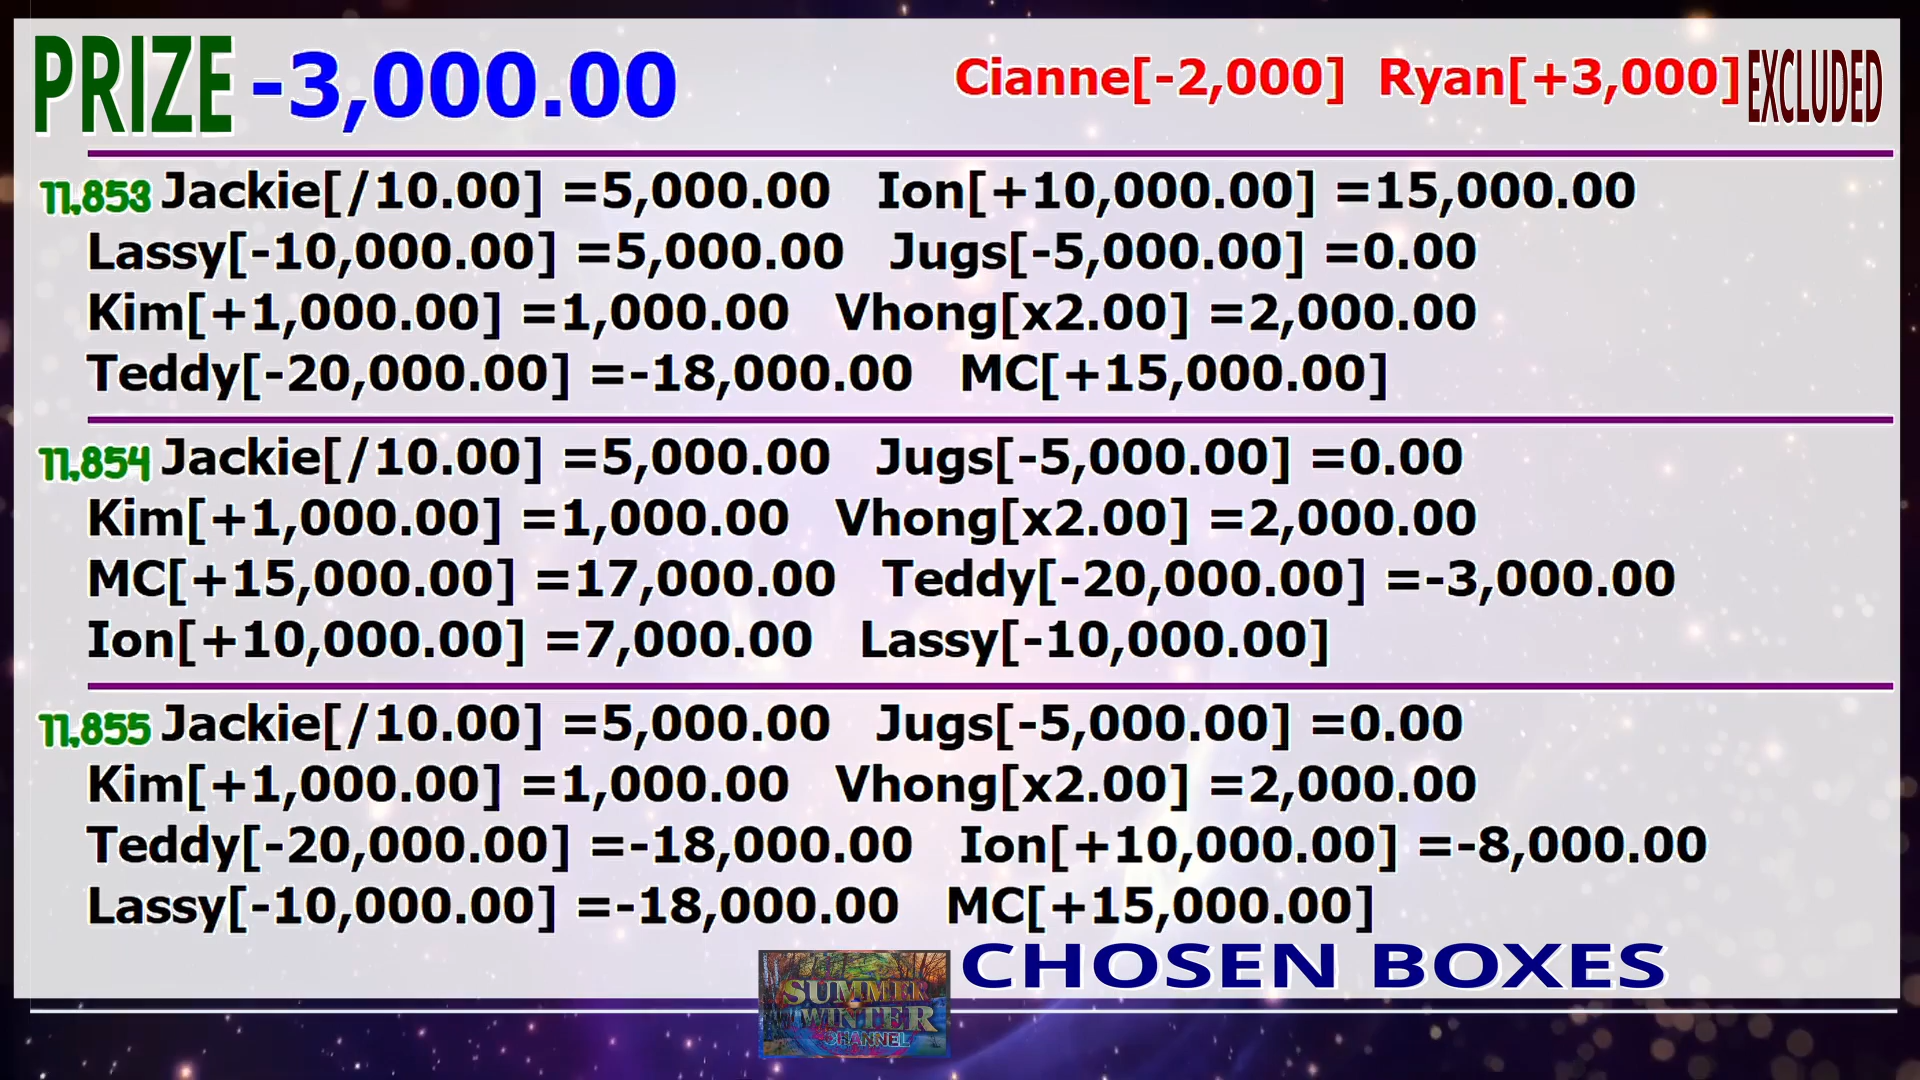 PRIZE -3,000.00 Cianne[-2,000] Ryan[+3,000] EXCLUDED
11,853 Jackie[/10.00] =5,000.00 Ion[+10,000.00] =15,000.00
Lassy[-10,000.00] =5,000.00 Jugs[-5,000.00] =0.00
Kim[+1,000.00] =1,000.00 Vhong[x2.00] =2,000.00
Teddy[-20,000.00] =-18,000.00 MC[+15,000.00]
11,854 Jackie[/10.00] =5,000.00 Jugs[-5,000.00] =0.00
Kim[+1,000.00] =1,000.00 Vhong[x2.00] =2,000.00
MC[+15,000.00] =17,000.00 Teddy[-20,000.00] =-3,000.00
Ion[+10,000.00] =7,000.00 Lassy[-10,000.00]
11,855 Jackie[/10.00] =5,000.00 Jugs[-5,000.00] =0.00
Kim[+1,000.00] =1,000.00 Vhong[x2.00] =2,000.00
Teddy[-20,000.00] =-18,000.00 Ion[+10,000.00] =-8,000.00
Lassy[-10,000.00] =-18,000.00 MC[+15,000.00]
CHOSEN BOXES
SUMMER
WINTER
CHANNEL